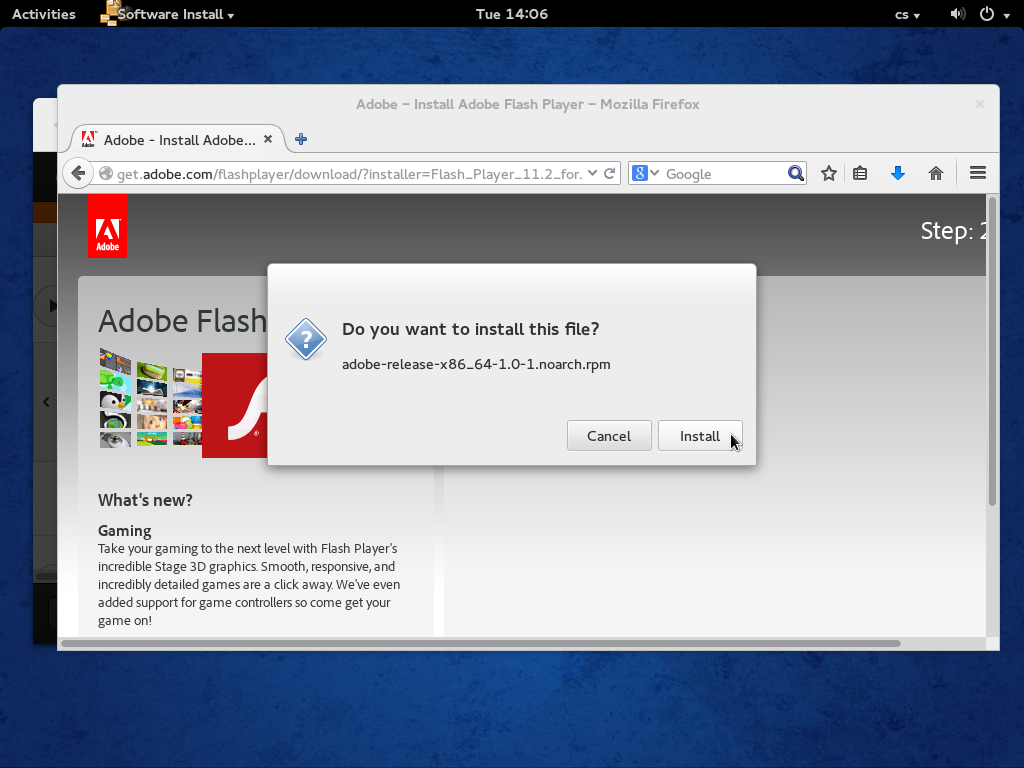 Activities
Software Install
Tue 14:06
cs
Adobe – Install Adobe Flash Player – Mozilla Firefox
Adobe - Install Adobe...
get.adobe.com/flashplayer/download/?installer=Flash_Player_11.2_for.
Google
Adobe
Step: 2
Adobe Flash
Do you want to install this file?
adobe-release-x86_64-1.0-1.noarch.rpm
Cancel
Install
What's new?
Gaming
Take your gaming to the next level with Flash Player's
incredible Stage 3D graphics. Smooth, responsive, and
incredibly detailed games are a click away. We've even
added support for game controllers so come get your
game on!